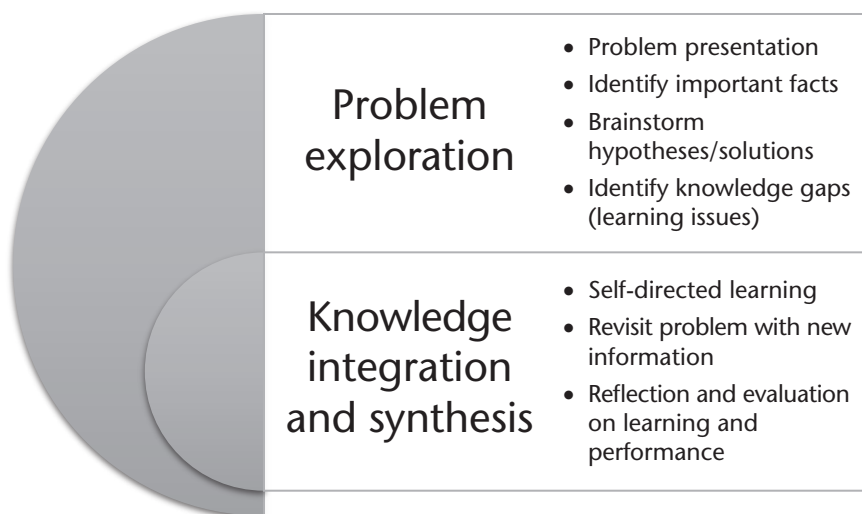 Problem
exploration
• Problem presentation
• Identify important facts
• Brainstorm
hypotheses/solutions
• Identify knowledge gaps
(learning issues)
Knowledge
integration
and synthesis
• Self-directed learning
• Revisit problem with new
information
• Reflection and evaluation
on learning and
performance